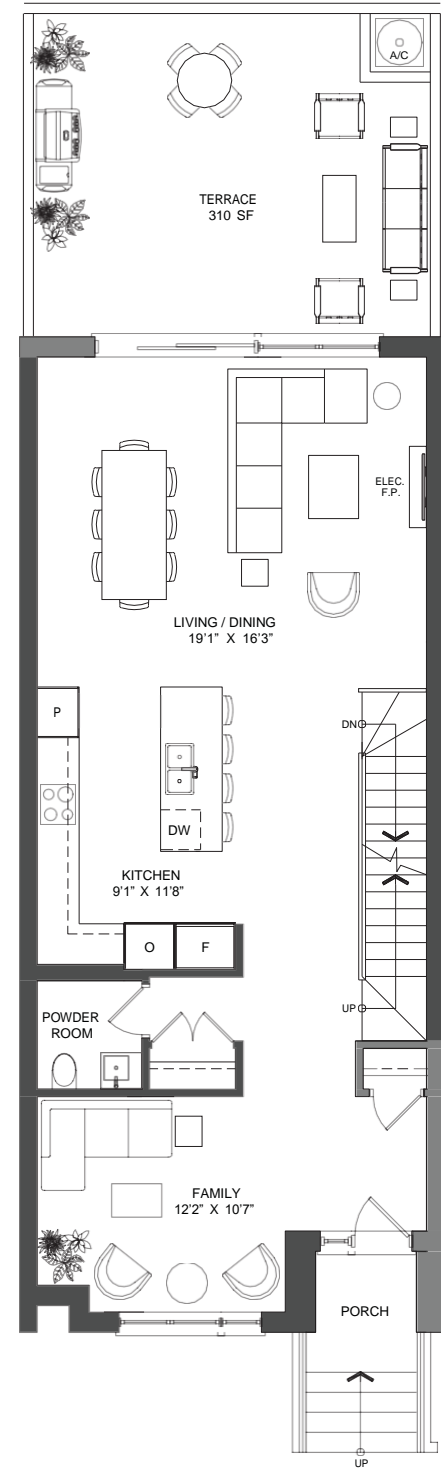 A/C
TERRACE
310 SF
ELEC.
F.P.
LIVING / DINING
19'1" X 16'3"
P
DN
DW
KITCHEN
9'1" X 11'8"
O
F
UP
POWDER
ROOM
FAMILY
12'2" X 10'7"
PORCH
UP